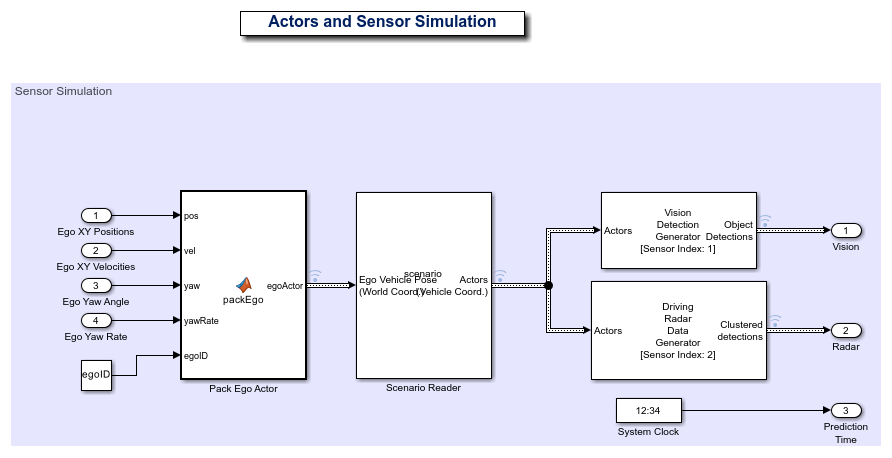 Actors and Sensor Simulation
Sensor Simulation
1
Ego XY Positions
2
Ego XY Velocities
3
Ego Yaw Angle
4
Ego Yaw Rate
egoID
pos
vel
yaw
yawRate
egoID
packEgo
egoActor
Pack Ego Actor
Ego Vehicle Pose
(World Coord.)
scenario
Actors
(Vehicle Coord.)
Scenario Reader
Actors
Vision
Detection
Generator
[Sensor Index: 1]
Object
Detections
1
Vision
Actors
Driving
Radar
Data
Generator
[Sensor Index: 2]
Clustered
detections
2
Radar
12:34
System Clock
3
Prediction
Time